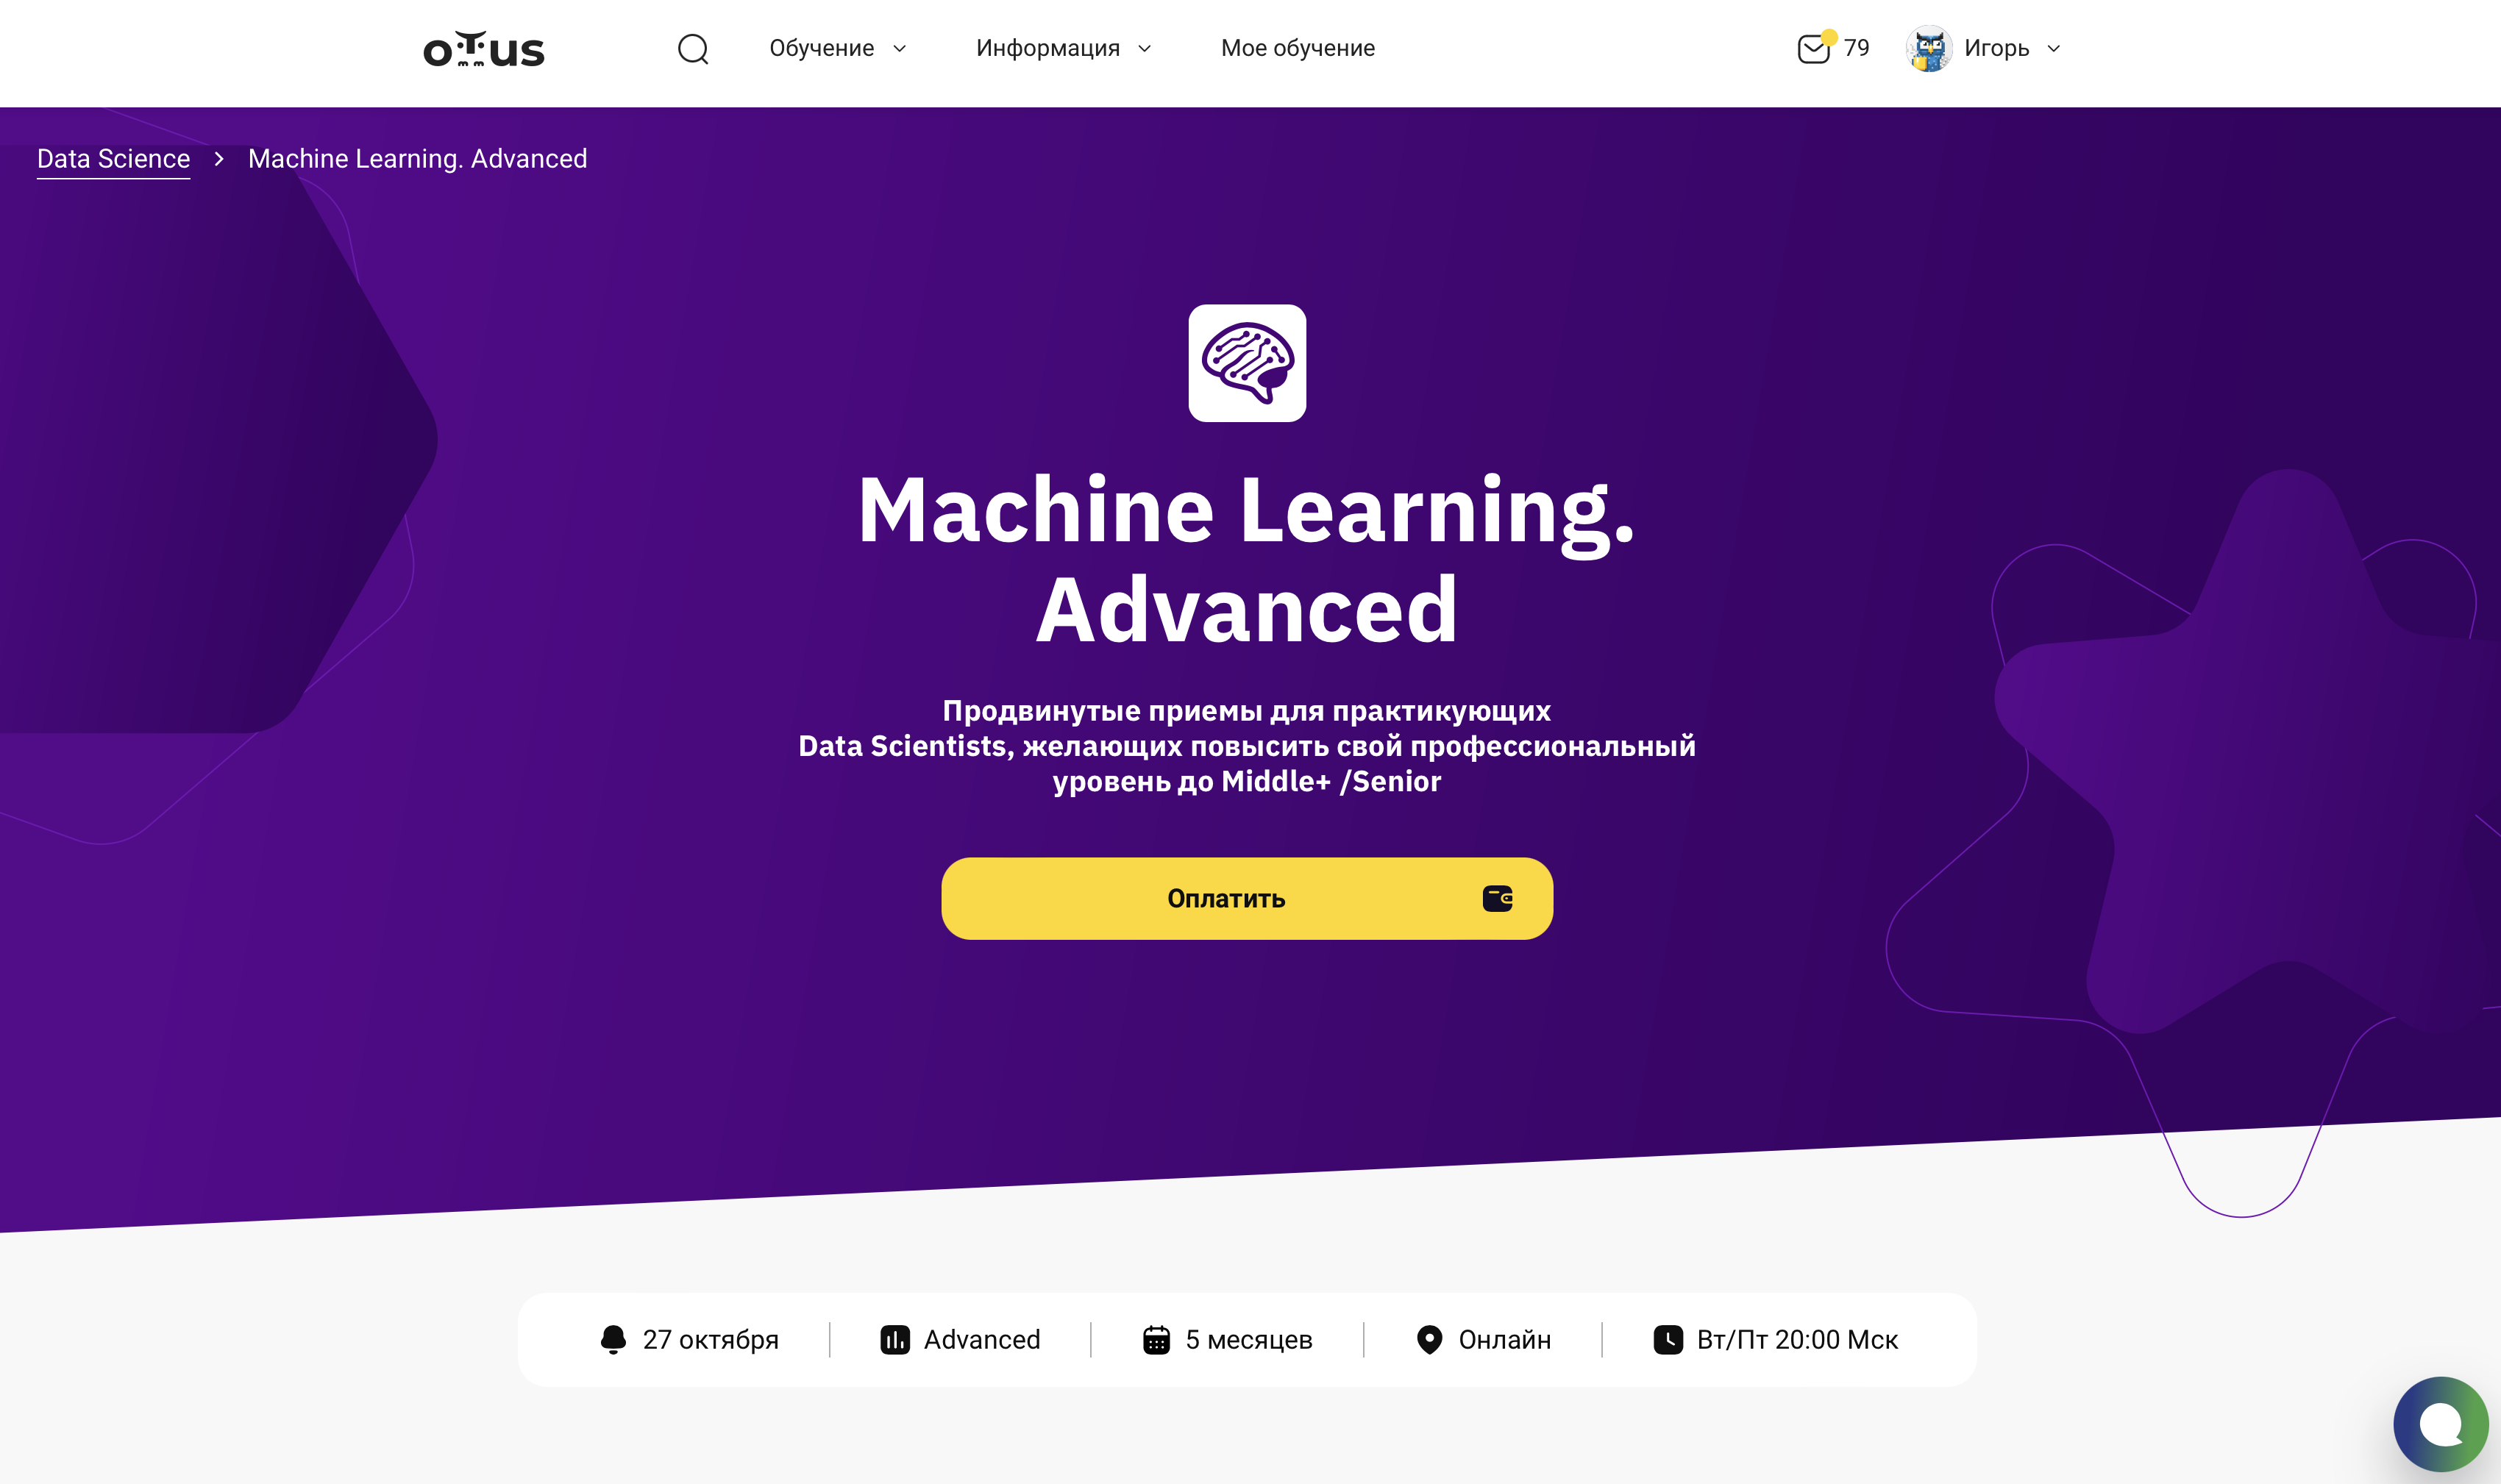 otus
Обучение
Информация
Мое обучение
79
Игорь
Data Science
Machine Learning. Advanced
Machine Learning.
Advanced
Продвинутые приемы для практикующих
Data Scientists, желающих повысить свой профессиональный
уровень до Middle+ /Senior
Оплатить
27 октября
Advanced
5 месяцев
Онлайн
Вт/Пт 20:00 Мск